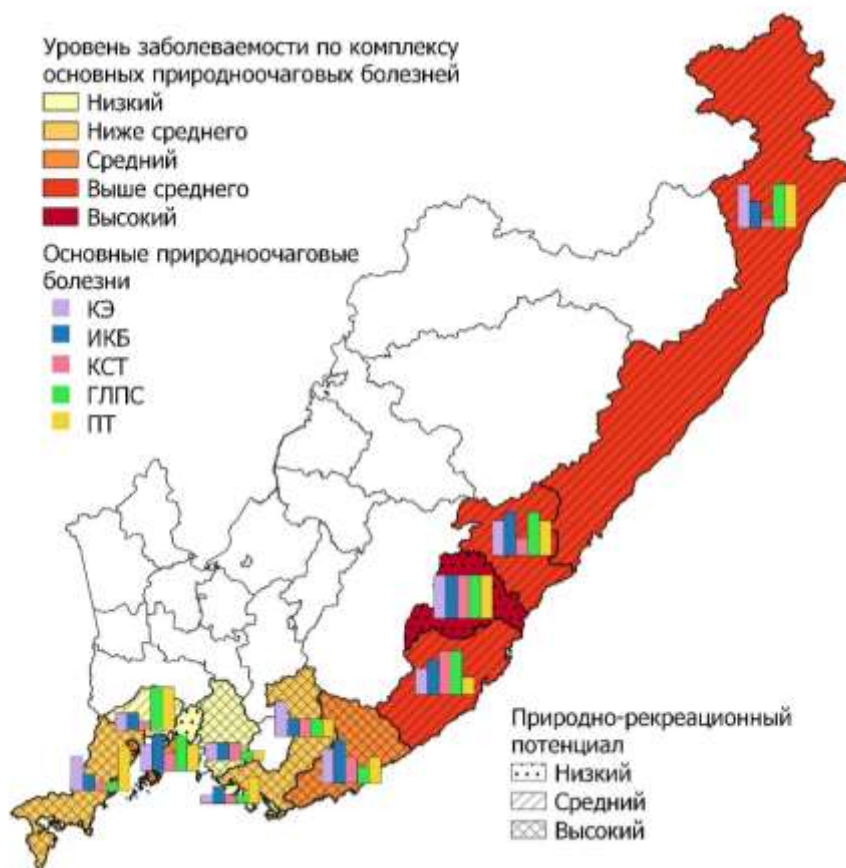 Уровень заболеваемости по комплексу
основных природноочаговых болезней
Низкий
Ниже среднего
Средний
Выше среднего
Высокий
Основные природноочаговые
болезни
КЭ
ИКБ
КСТ
ГЛПС
ПТ
Природно-рекреационный
потенциал
Низкий
Средний
Высокий